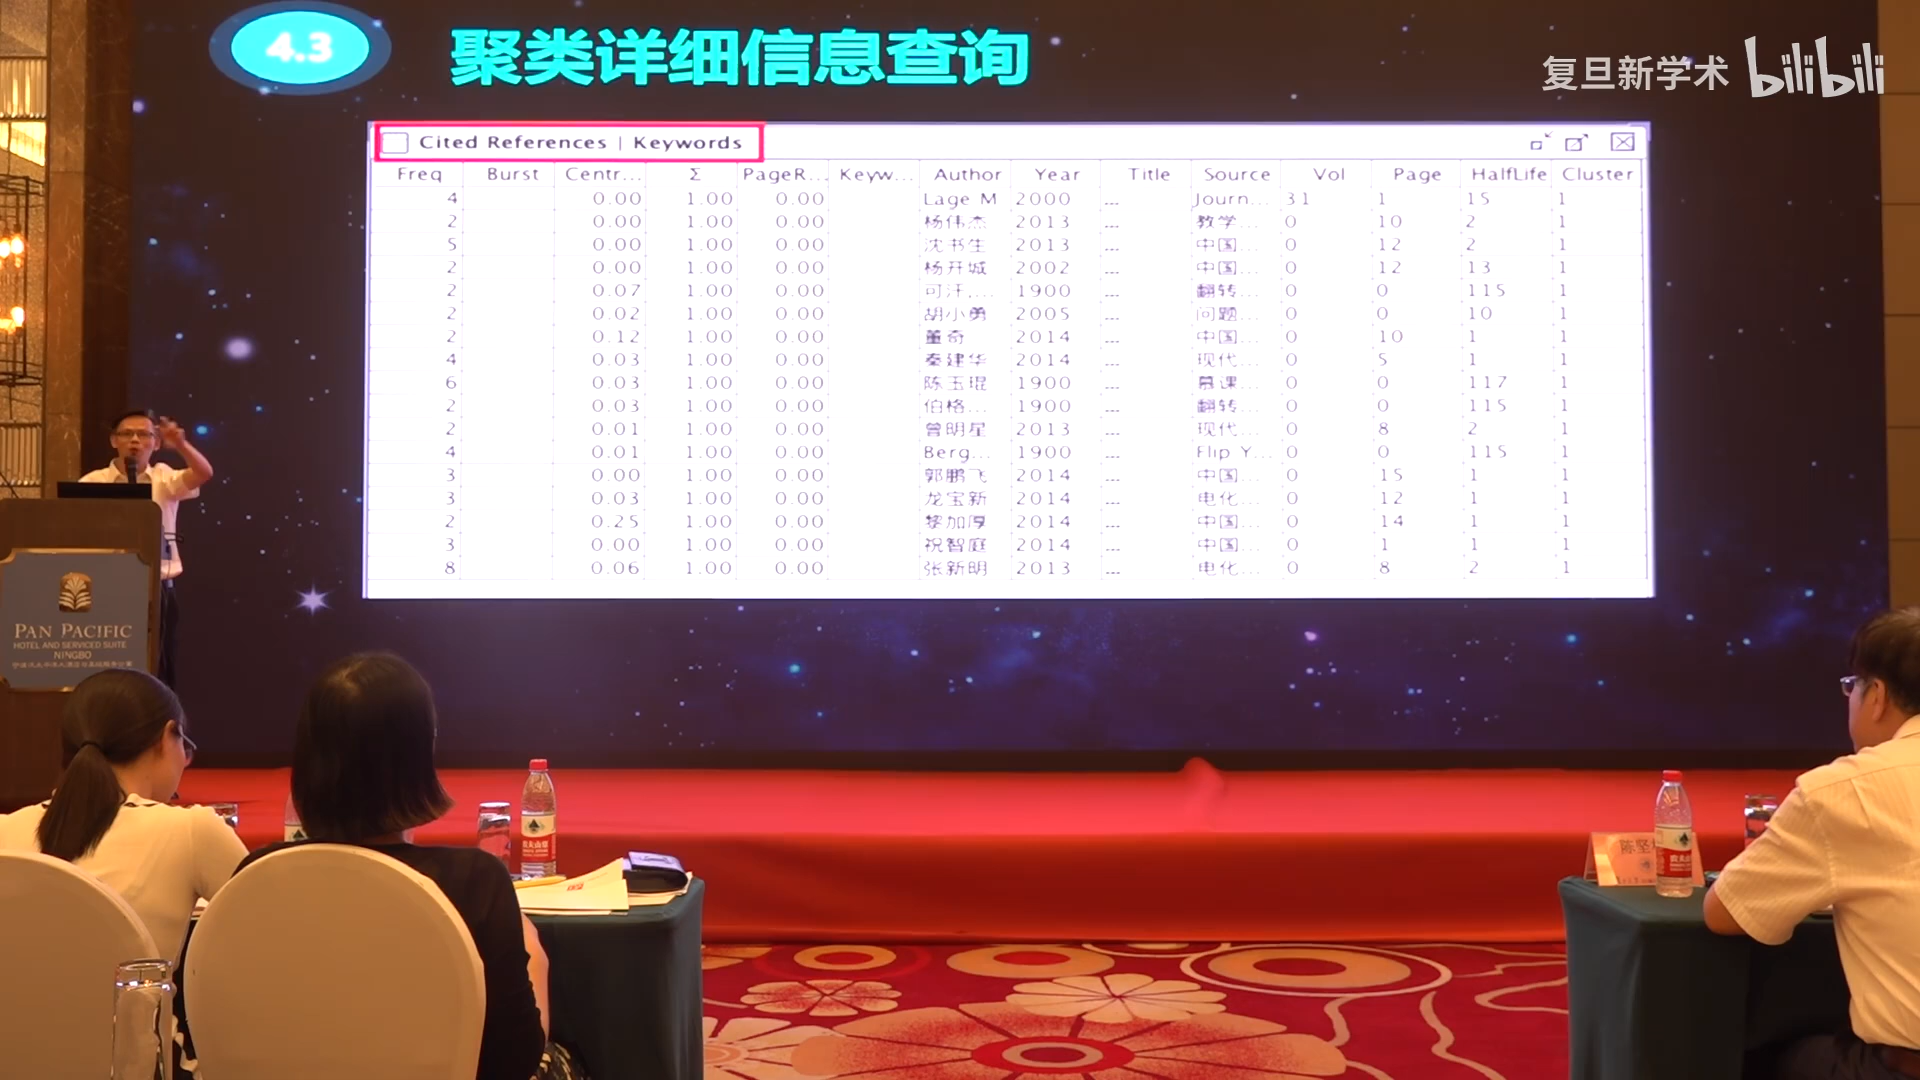 4.3
聚类详细信息查询
复旦新学术 bilibili
Cited References | Keywords
Freq Burst Centr... Σ PageR... Keyw... Author Year Title Source Vol Page HalfLife Cluster
4 0.00 1.00 0.00 Lage M 2000 ... Journ... 31 1 15 1
2 0.00 1.00 0.00 杨伟杰 2013 ... 教学... 0 10 2 1
5 0.00 1.00 0.00 沈书生 2013 ... 中国... 0 12 2 1
2 0.00 1.00 0.00 杨开城 2002 ... 中国... 0 12 13 1
2 0.07 1.00 0.00 可汗,... 1900 ... 翻转... 0 0 115 1
2 0.02 1.00 0.00 胡小勇 2005 ... 问题... 0 0 10 1
2 0.12 1.00 0.00 董奇 2014 ... 中国... 0 10 1 1
4 0.03 1.00 0.00 秦建华 2014 ... 现代... 0 5 1 1
6 0.03 1.00 0.00 陈玉琨 1900 ... 慕课... 0 0 117 1
2 0.03 1.00 0.00 伯格... 1900 ... 翻转... 0 0 115 1
2 0.01 1.00 0.00 曾明星 2013 ... 现代... 0 8 2 1
4 0.01 1.00 0.00 Berg... 1900 ... Flip Y... 0 0 115 1
3 0.00 1.00 0.00 郭鹏飞 2014 ... 中国... 0 15 1 1
3 0.03 1.00 0.00 龙宝新 2014 ... 电化... 0 12 1 1
2 0.25 1.00 0.00 黎加厚 2014 ... 中国... 0 14 1 1
3 0.00 1.00 0.00 祝智庭 2014 ... 中国... 0 1 1 1
8 0.06 1.00 0.00 张新明 2013 ... 电化... 0 8 2 1
PAN PACIFIC
HOTEL AND SERVICED SUITE
NINGBO
农夫山泉
陈坚
农夫山泉